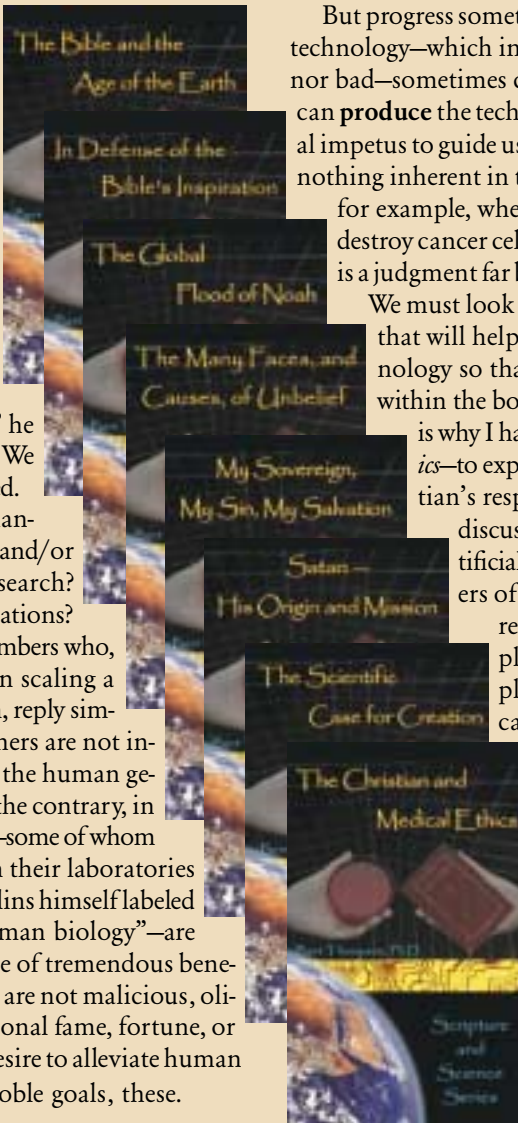 The Bible and the
Age of the Earth
In Defense of the
Bible's Inspiration
The Global
Flood of Noah
The Many Faces, and
Causes, of Unbelief
My Sovereign,
My Sin, My Salvation
Satan —
His Origin and Mission
The Scientific
Case for Creation
The Christian and
Medical Ethics
Scripture
and
Science
Series
But progress somet
technology—which in
nor bad—sometimes
can produce the tech
al impetus to guide us
nothing inherent in t
for example, whe
destroy cancer cel
is a judgment far b
We must look
that will help
nology so tha
within the bo
is why I ha
ics—to exp
tian's resp
discus
tificial
ers of
re
pl
pl
ca
” he
We
d.
an-
and/or
search?
ations?
mbers who,
n scaling a
, reply sim-
ners are not in-
the human ge-
the contrary, in
—some of whom
n their laboratories
lins himself labeled
man biology”—are
e of tremendous bene-
are not malicious, oli-
onal fame, fortune, or
esire to alleviate human
oble goals, these.